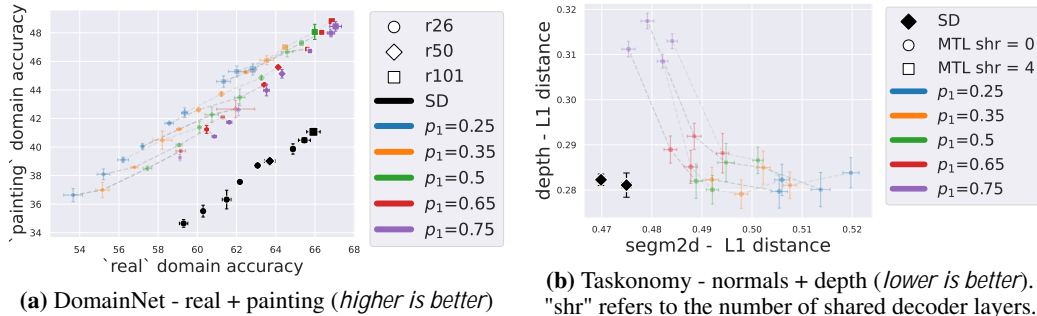 48
46
44
42
40
38
36
34
54
56
58
60
62
64
66
68
`painting` domain accuracy
`real` domain accuracy
r26
r50
r101
SD
p1=0.25
p1=0.35
p1=0.5
p1=0.65
p1=0.75
(a) DomainNet - real + painting (higher is better)
0.32
0.31
0.30
0.29
0.28
0.47
0.48
0.49
0.50
0.51
0.52
depth - L1 distance
segm2d - L1 distance
SD
MTL shr = 0
MTL shr = 4
p₁=0.25
p₁=0.35
p₁=0.5
p₁=0.65
p₁=0.75
(b) Taskonomy - normals + depth (lower is better).
"shr" refers to the number of shared decoder layers.